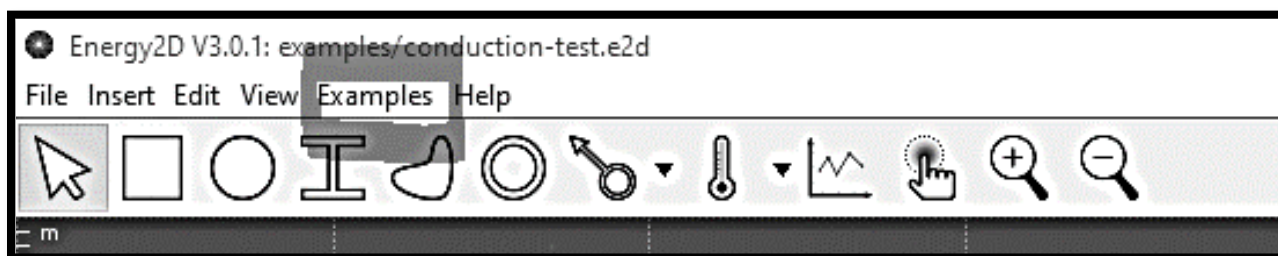 Energy2D V3.0.1: examples/conduction-test.e2d
File Insert Edit View Examples Help
m